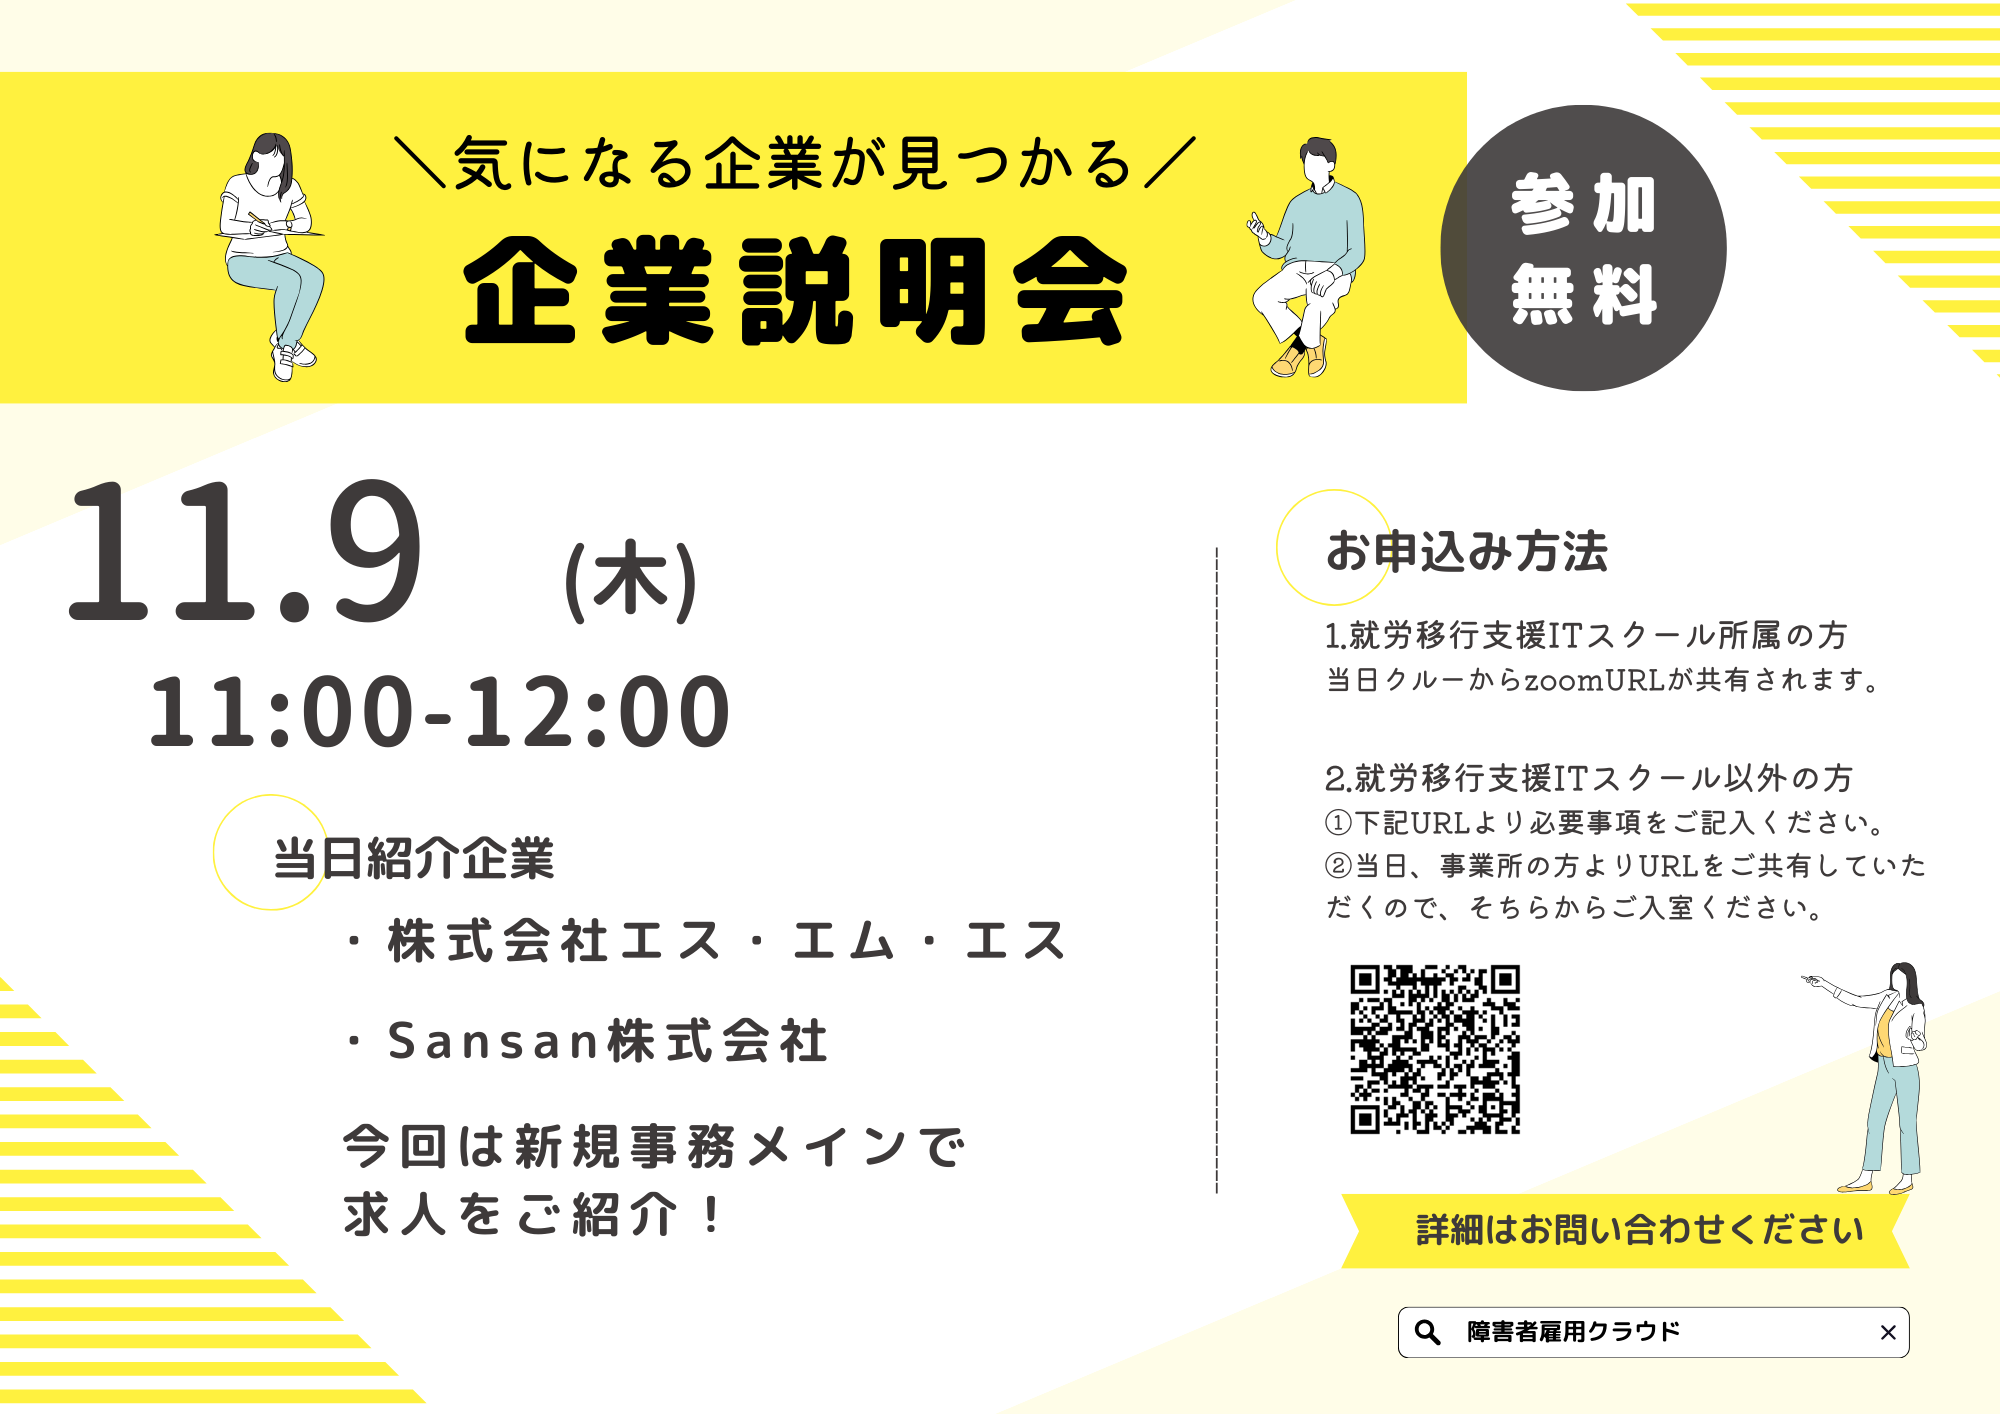 ＼気になる企業が見つかる／
企業説明会
参加
無料
11.9 (木)
11:00-12:00
当日紹介企業
・株式会社エス・エム・エス
・Sansan株式会社
今回は新規事務メインで
求人をご紹介！
お申込み方法
1.就労移行支援ITスクール所属の方
当日クルーからzoomURLが共有されます。
2.就労移行支援ITスクール以外の方
①下記URLより必要事項をご記入ください。
②当日、事業所の方よりURLをご共有していた
だくので、そちらからご入室ください。
詳細はお問い合わせください
障害者雇用クラウド ×